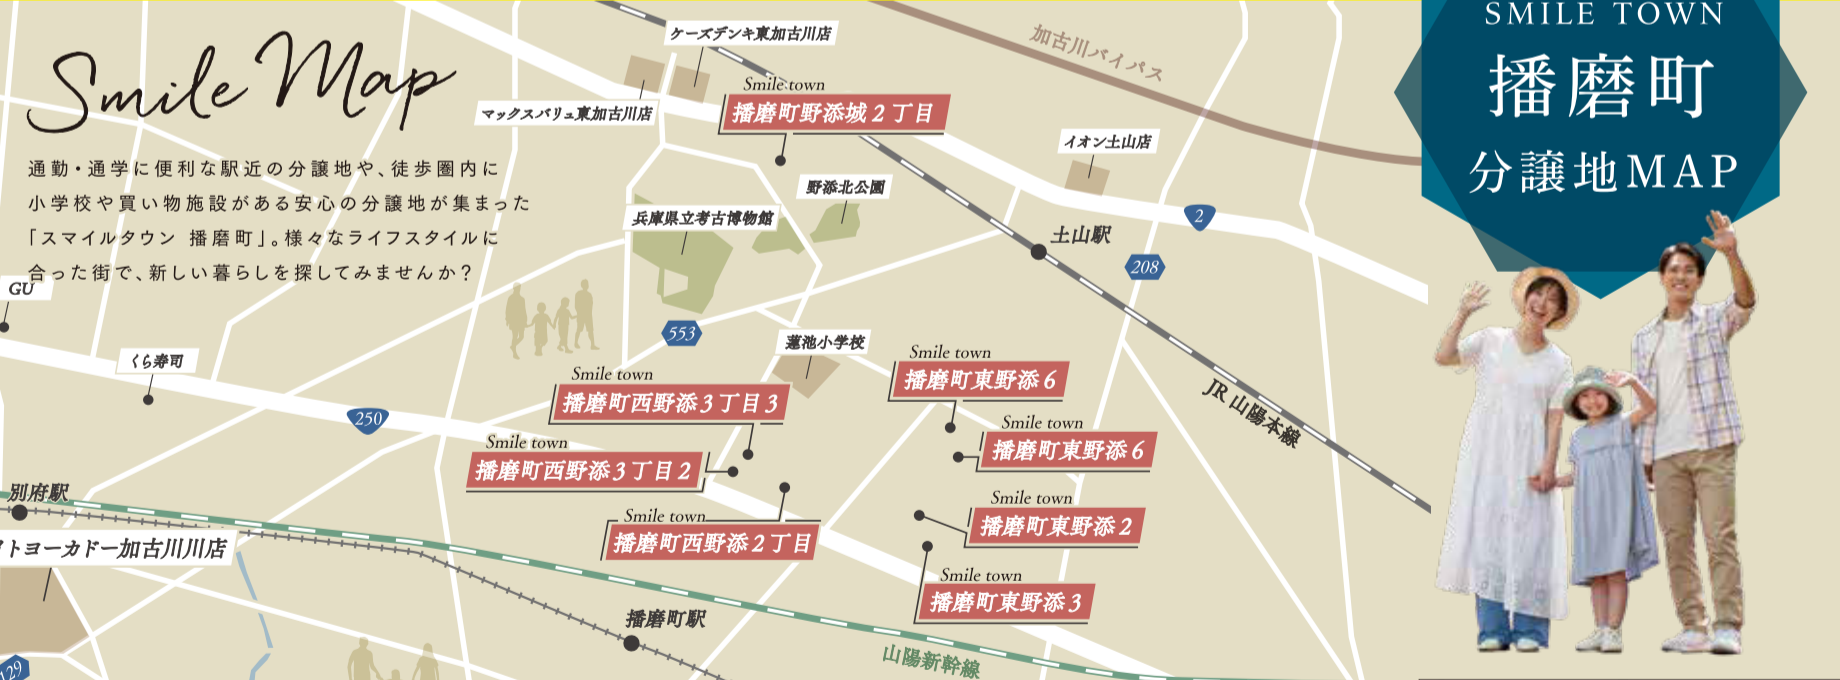 Smile Map
通勤・通学に便利な駅近の分譲地や、徒歩圏内に
小学校や買い物施設がある安心の分譲地が集まった
「スマイルタウン 播磨町」。様々なライフスタイルに
合った街で、新しい暮らしを探してみませんか？
SMILE TOWN
播磨町
分譲地MAP
ケーズデンキ東加古川店
加古川バイパス
マックスバリュ東加古川店
Smile town
播磨町野添城2丁目
イオン土山店
野添北公園
兵庫県立考古博物館
2
土山駅
208
GU
553
くら寿司
蓮池小学校
Smile town
播磨町東野添6
Smile town
播磨町西野添3丁目3
250
JR山陽本線
Smile town
播磨町東野添6
Smile town
播磨町西野添3丁目2
別府駅
Smile town
播磨町東野添2
Smile town
播磨町西野添2丁目
トヨーカドー加古川川店
Smile town
播磨町東野添3
播磨町駅
山陽新幹線
129